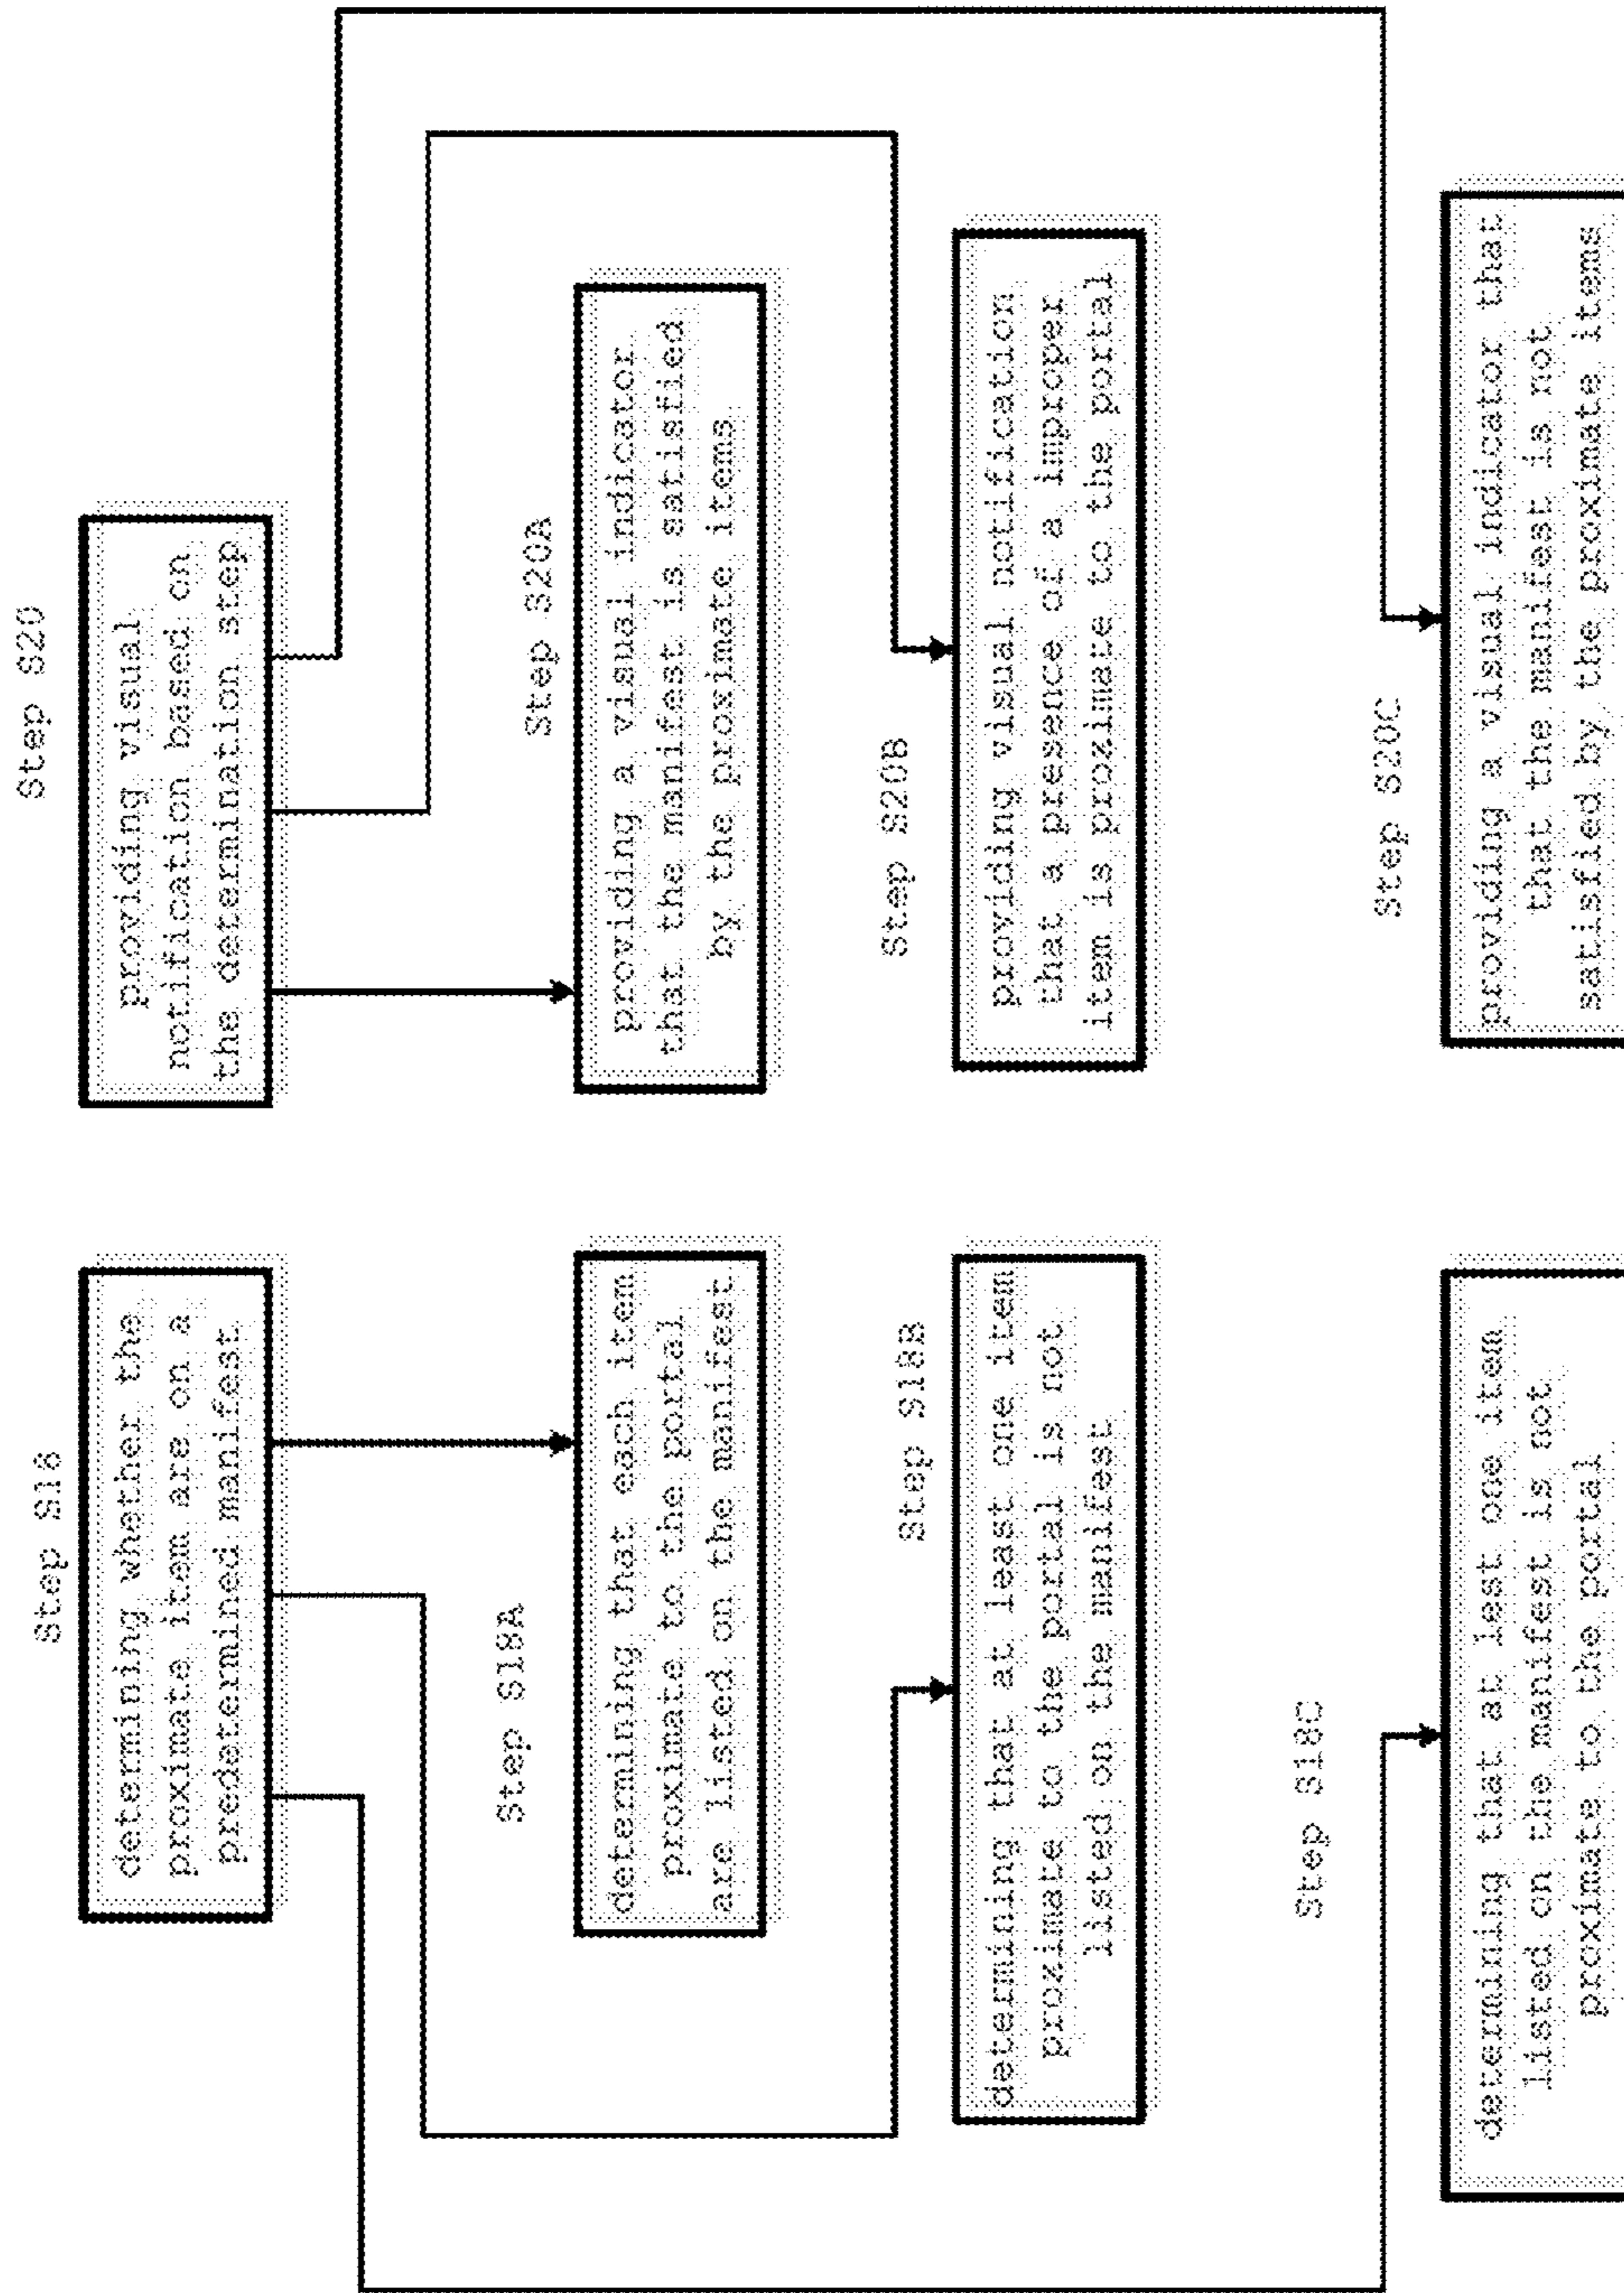 Step S18
determining whether the
proximate item are on a
predetermined manifest
Step S18A
determining that each item
proximate to the portal
are listed on the manifest
Step S18B
determining that at least one item
proximate to the portal is not
listed on the manifest
Step S18C
determining that at lest one item
listed on the manifest is not
proximate to the portal
Step S20
providing visual
notification based on
the determination step
Step S20A
providing a visual indicator
that the manifest is satisfied
by the proximate items
Step S20B
providing visual notification
that a presence of a improper
item is proximate to the portal
Step S20C
providing a visual indicator that
that the manifest is not
satisfied by the proximate items